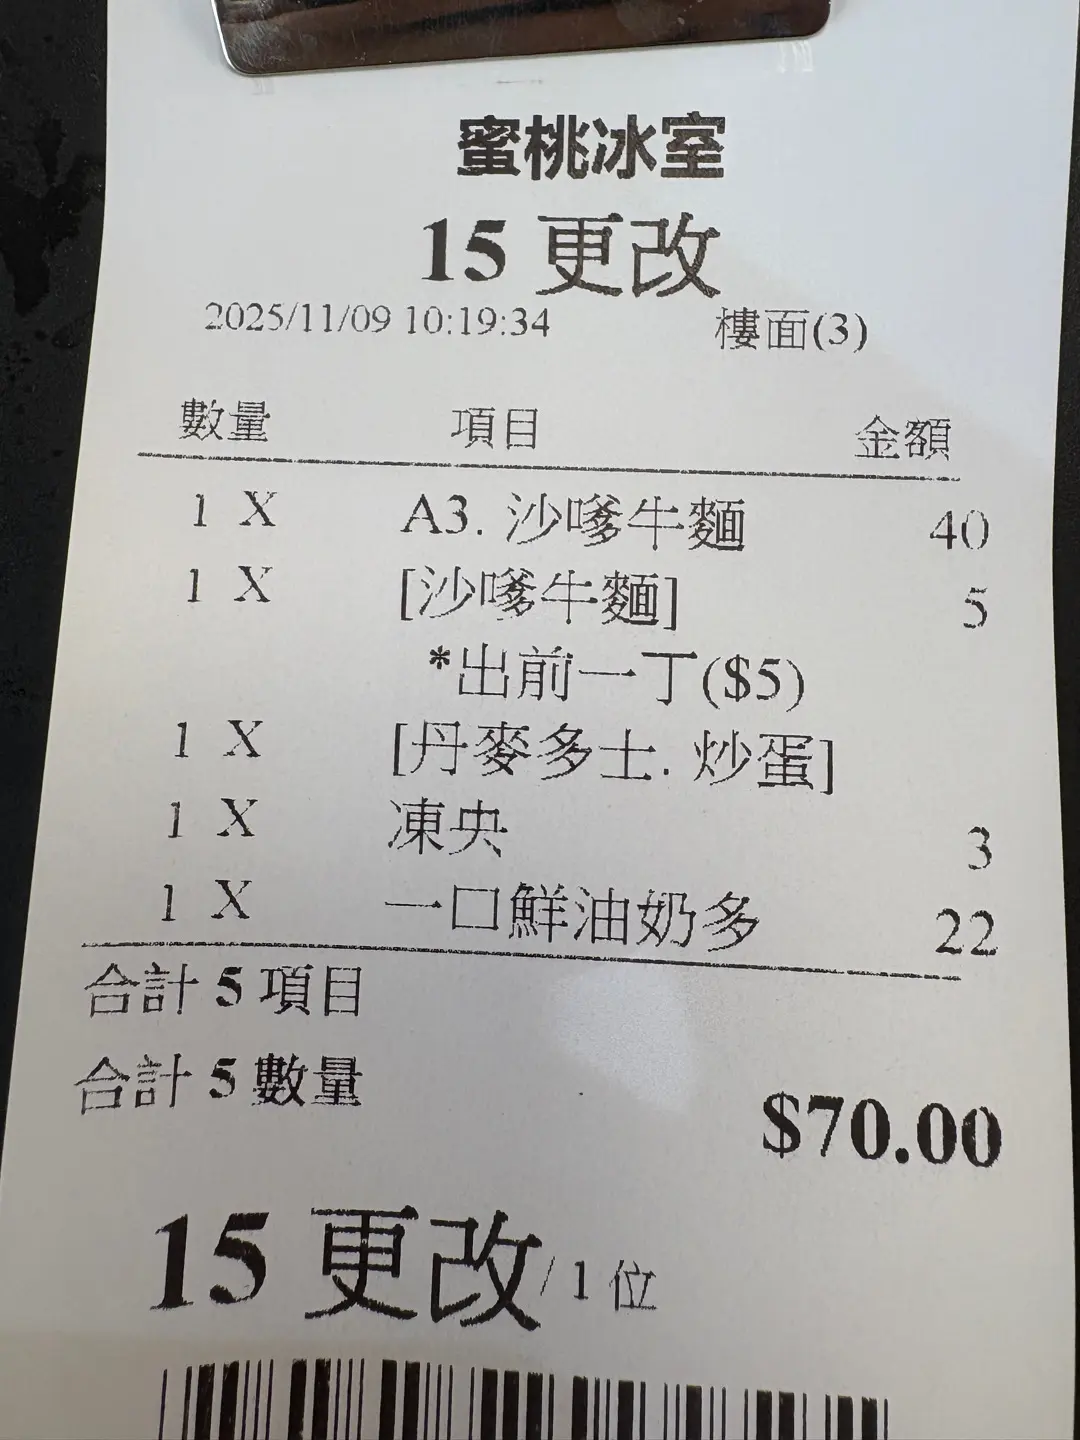 蜜桃冰室
15 更改
2025/11/09 10:19:34 樓面(3)
數量 項目 金額
1 X A3. 沙嗲牛麵 40
1 X [沙嗲牛麵] 5
*出前一丁($5)
1 X [丹麥多士. 炒蛋]
1 X 凍央 3
1 X 一口鮮油奶多 22
合計 5 項目
合計 5 數量
$70.00
15 更改/ 1 位